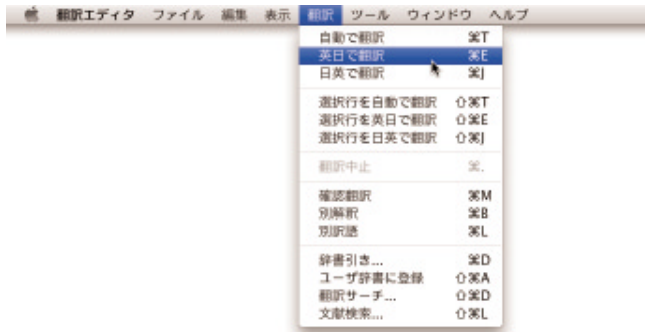 翻訳エディタ ファイル 編集 表示 翻訳 ツール ウィンドウ ヘルプ
自動で翻訳 ⌘T
英日で翻訳 ⌘E
日英で翻訳 ⌘J
選択行を自動で翻訳 ⇧⌘T
選択行を英日で翻訳 ⇧⌘E
選択行を日英で翻訳 ⇧⌘J
翻訳中止 ⌘.
確認翻訳 ⌘M
別解釈 ⌘B
別訳語 ⌘L
辞書引き... ⌘D
ユーザ辞書に登録 ⇧⌘A
翻訳サーチ... ⇧⌘D
文献検索... ⇧⌘L